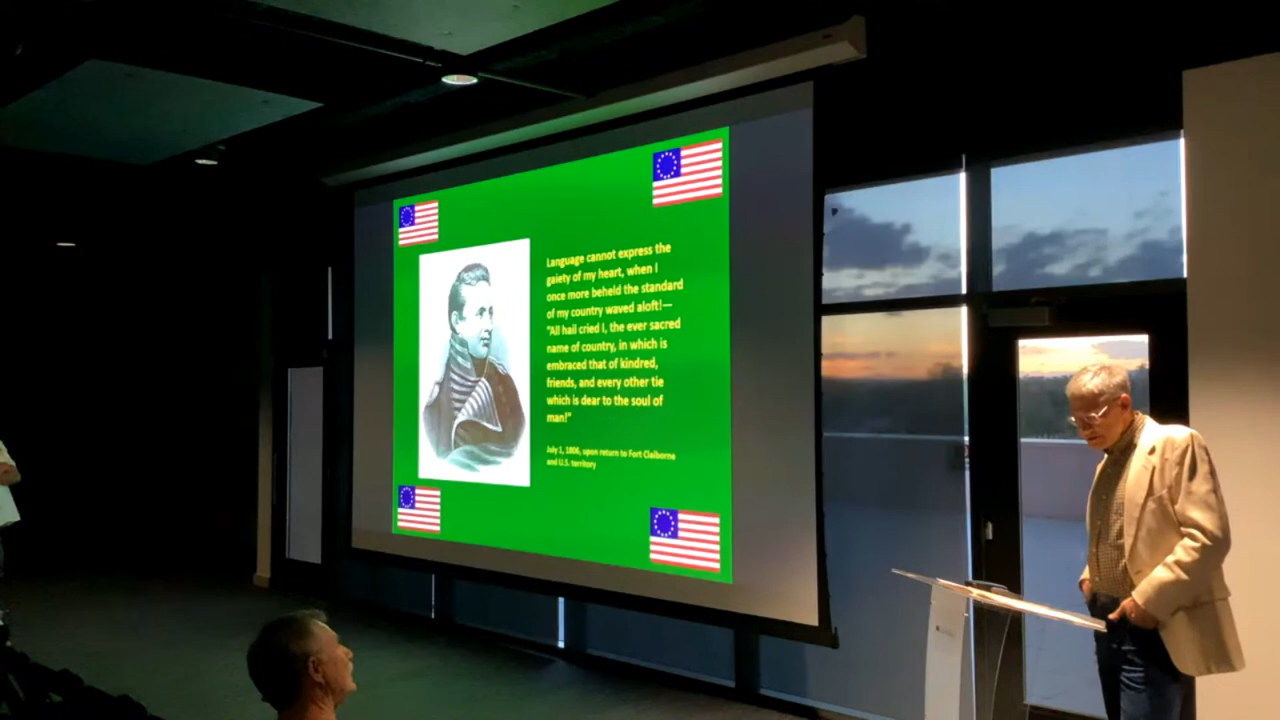 Language cannot express the
gaiety of my heart, when I
once more beheld the standard
of my country waved aloft!—
"All hail cried I, the ever sacred
name of country, in which is
embraced that of kindred,
friends, and every other tie
which is dear to the soul of
man!"
July 1, 1806, upon return to Fort Claiborne
and U.S. territory